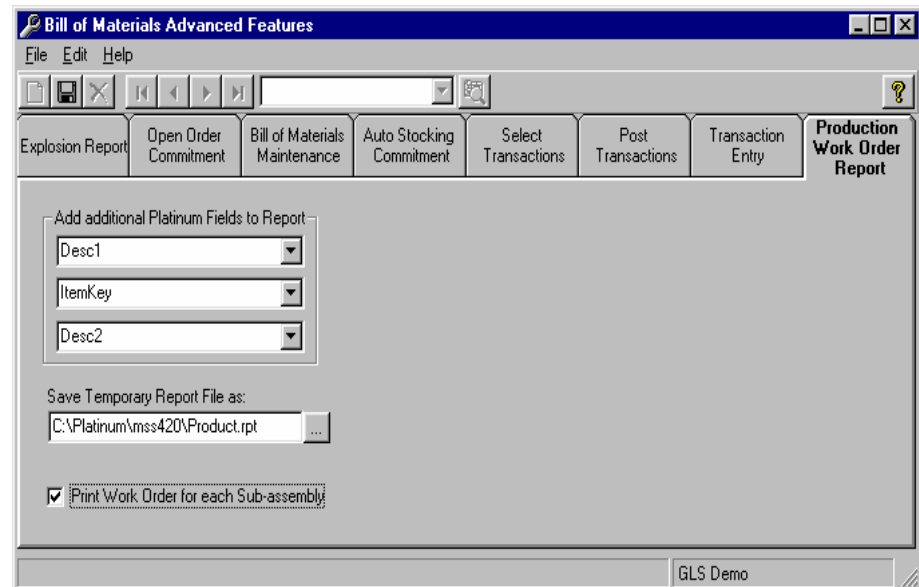 Bill of Materials Advanced Features
File Edit Help
Explosion Report
Open Order
Commitment
Bill of Materials
Maintenance
Auto Stocking
Commitment
Select
Transactions
Post
Transactions
Transaction
Entry
Production
Work Order
Report
Add additional Platinum Fields to Report
Desc1
ItemKey
Desc2
Save Temporary Report File as:
C:\Platinum\mss420\Product.rpt
...
Print Work Order for each Sub-assembly
GLS Demo